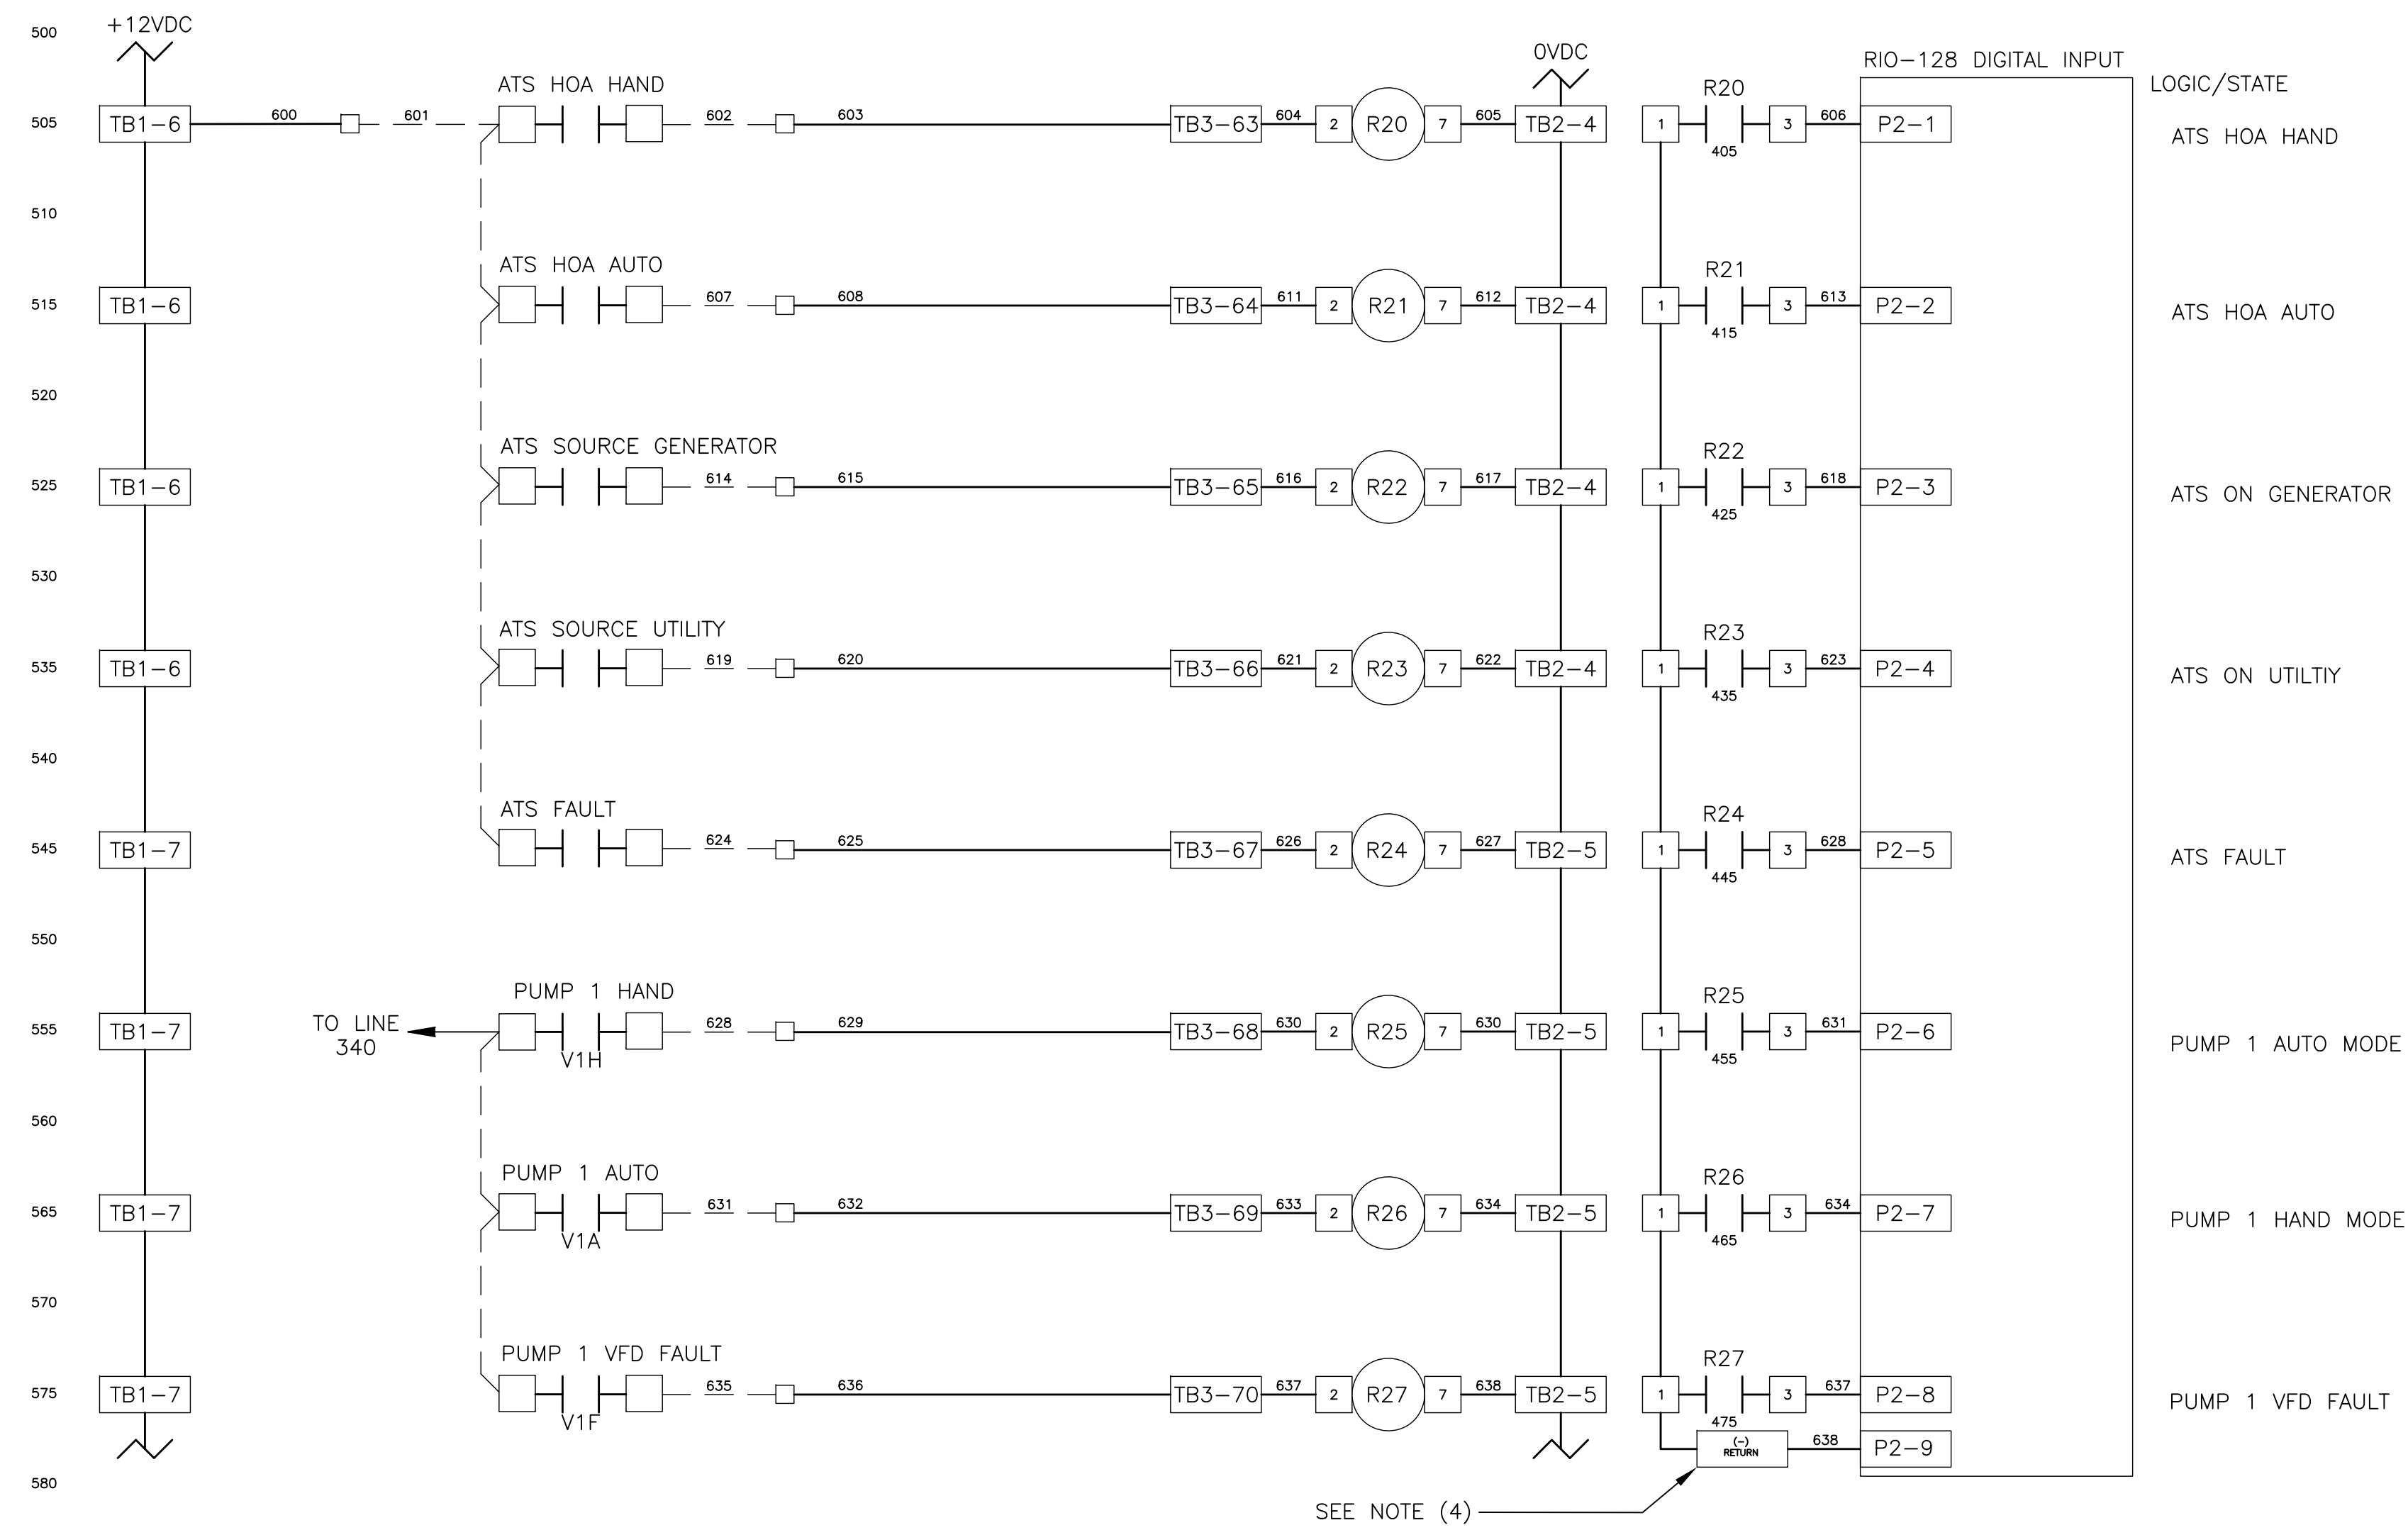 500
+12VDC
0VDC
RIO-128 DIGITAL INPUT
LOGIC/STATE
ATS HOA HAND
R20
505
TB1-6
600
601
602
603
TB3-63
604
2
R20
7
605
TB2-4
1
405
3
606
P2-1
ATS HOA HAND
510
ATS HOA AUTO
R21
515
TB1-6
607
608
TB3-64
611
2
R21
7
612
TB2-4
1
415
3
613
P2-2
ATS HOA AUTO
520
ATS SOURCE GENERATOR
R22
525
TB1-6
614
615
TB3-65
616
2
R22
7
617
TB2-4
1
425
3
618
P2-3
ATS ON GENERATOR
530
ATS SOURCE UTILITY
R23
535
TB1-6
619
620
TB3-66
621
2
R23
7
622
TB2-4
1
435
3
623
P2-4
ATS ON UTILTIY
540
ATS FAULT
R24
545
TB1-7
624
625
TB3-67
626
2
R24
7
627
TB2-5
1
445
3
628
P2-5
ATS FAULT
550
PUMP 1 HAND
R25
555
TB1-7
TO LINE
340
V1H
628
629
TB3-68
630
2
R25
7
630
TB2-5
1
455
3
631
P2-6
PUMP 1 AUTO MODE
560
PUMP 1 AUTO
R26
565
TB1-7
V1A
631
632
TB3-69
633
2
R26
7
634
TB2-5
1
465
3
634
P2-7
PUMP 1 HAND MODE
570
PUMP 1 VFD FAULT
R27
575
TB1-7
V1F
635
636
TB3-70
637
2
R27
7
638
TB2-5
1
475
3
637
P2-8
PUMP 1 VFD FAULT
(-)
RETURN
638
P2-9
580
SEE NOTE (4)